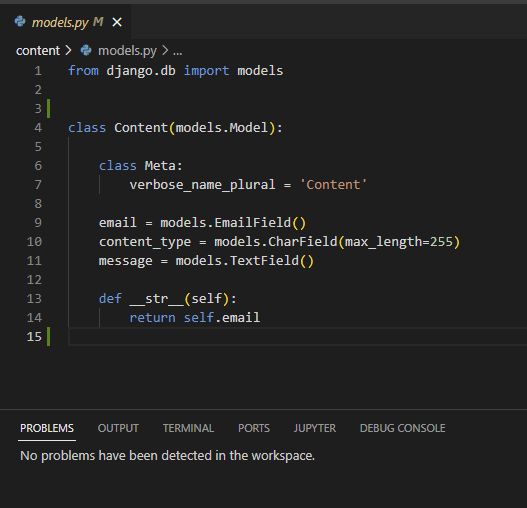 models.py M ×
content > models.py > ...
1 from django.db import models
2
3
4 class Content(models.Model):
5
6     class Meta:
7         verbose_name_plural = 'Content'
8
9     email = models.EmailField()
10     content_type = models.CharField(max_length=255)
11     message = models.TextField()
12
13     def __str__(self):
14         return self.email
15
PROBLEMS OUTPUT TERMINAL PORTS JUPYTER DEBUG CONSOLE
No problems have been detected in the workspace.